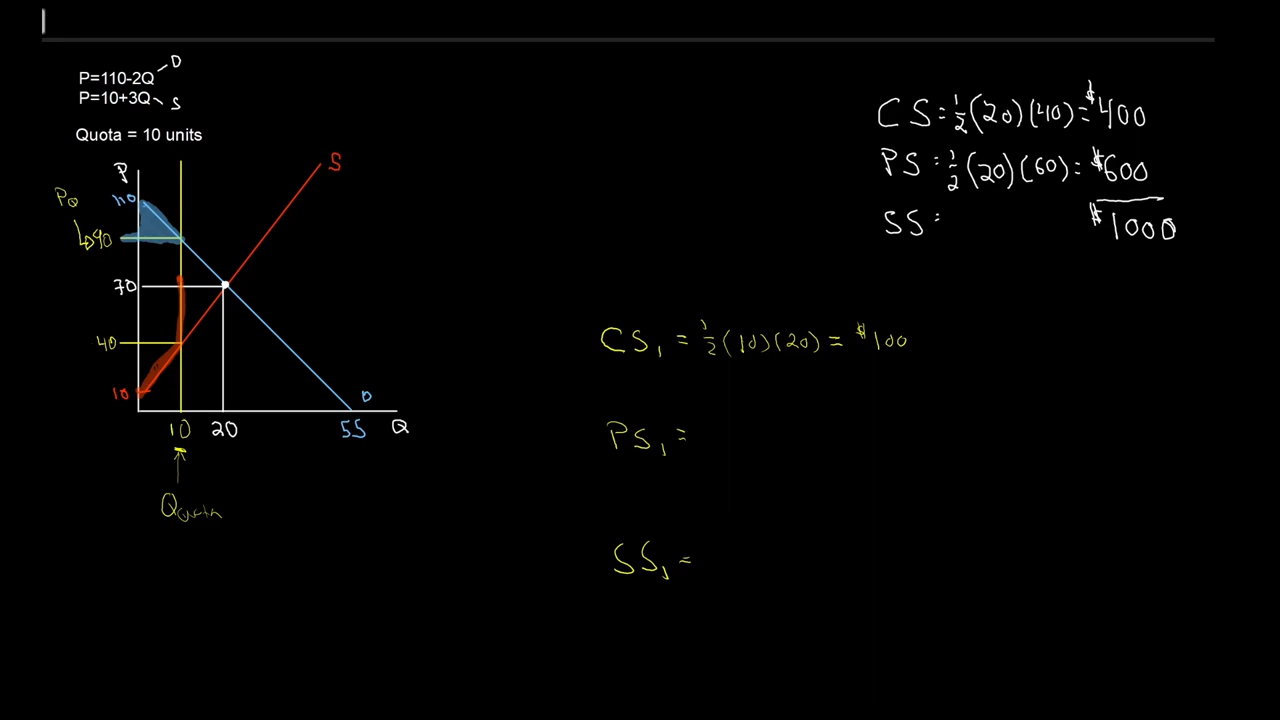 P=110-2Q D
P=10+3Q S
Quota = 10 units
CS = 1/2 (20)(40) = $400
PS = 1/2 (20)(60) = $600
SS = $1000
P
S
PQ
110
90
70
40
10
CS1 = 1/2 (10)(20) = $100
PS1 =
SS1 =
D
10 20 55 Q
Quota